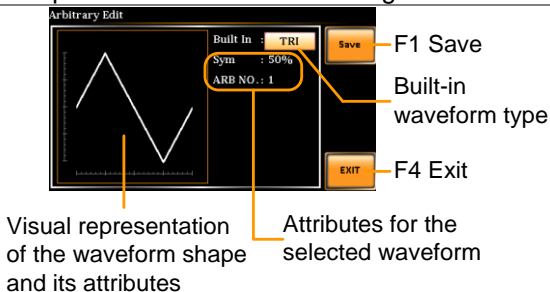 Arbitrary Edit
Built In : TRI
Sym : 50%
ARB NO.: 1
Save
EXIT
F1 Save
Built-in
waveform type
F4 Exit
Visual representation
of the waveform shape
and its attributes
Attributes for the
selected waveform